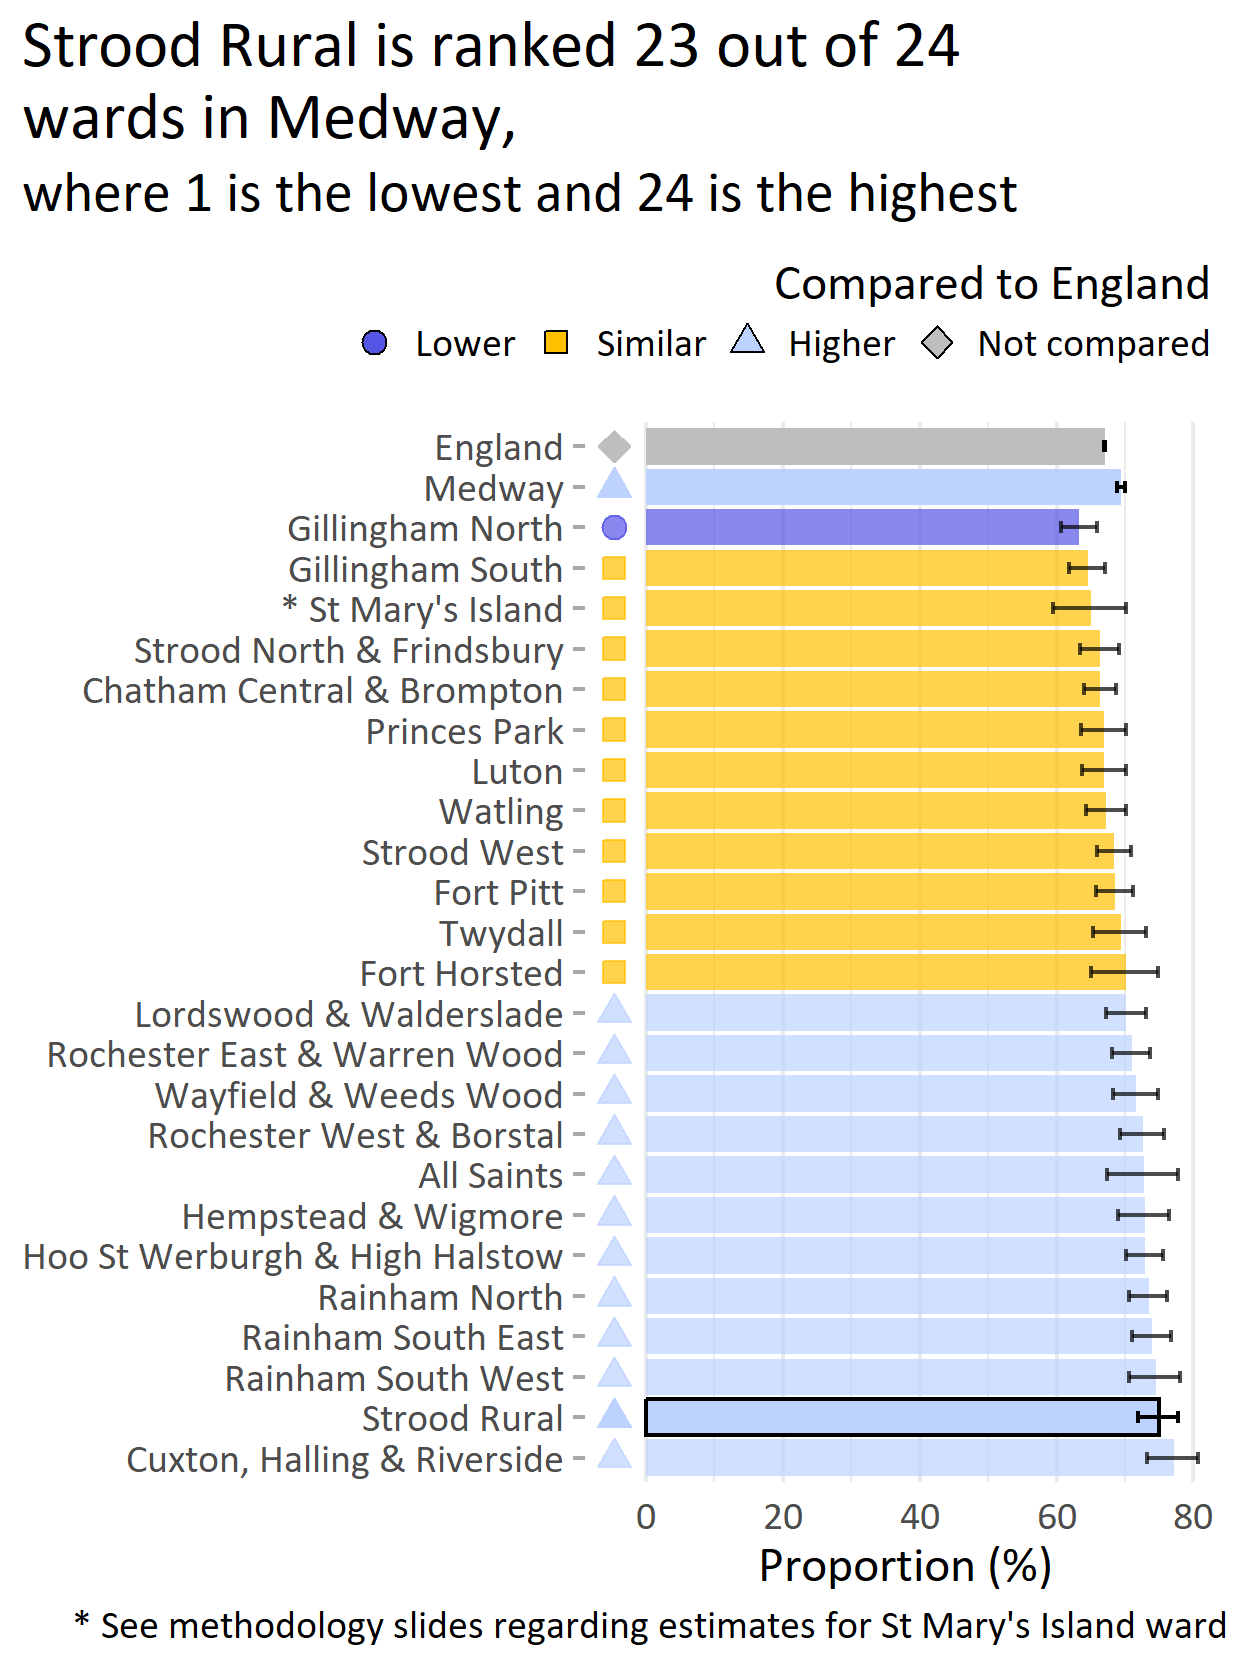 Strood Rural is ranked 23 out of 24
wards in Medway,
where 1 is the lowest and 24 is the highest
Compared to England
Lower Similar Higher Not compared
England
Medway
Gillingham North
Gillingham South
* St Mary's Island
Strood North & Frindsbury
Chatham Central & Brompton
Princes Park
Luton
Watling
Strood West
Fort Pitt
Twydall
Fort Horsted
Lordswood & Walderslade
Rochester East & Warren Wood
Wayfield & Weeds Wood
Rochester West & Borstal
All Saints
Hempstead & Wigmore
Hoo St Werburgh & High Halstow
Rainham North
Rainham South East
Rainham South West
Strood Rural
Cuxton, Halling & Riverside
0 20 40 60 80
Proportion (%)
* See methodology slides regarding estimates for St Mary's Island ward